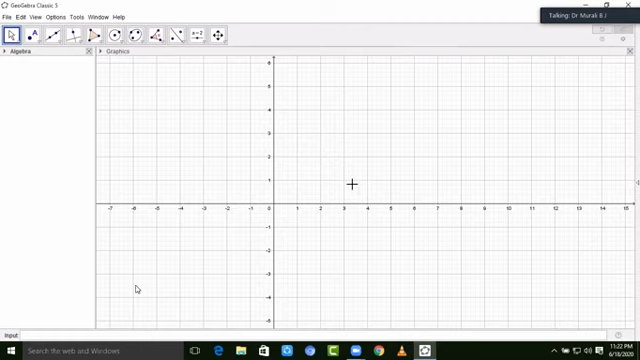 GeoGebra Classic 5
Talking: Dr Murali B J
File Edit View Options Tools Window Help
A
a=2
Algebra
Graphics
6
5
4
3
2
1
-7 -6 -5 -4 -3 -2 -1 0 1 2 3 4 5 6 7 8 9 10 11 12 13 14 15
-1
-2
-3
-4
-5
Input:
Search the web and Windows
11:22 PM
6/18/2020